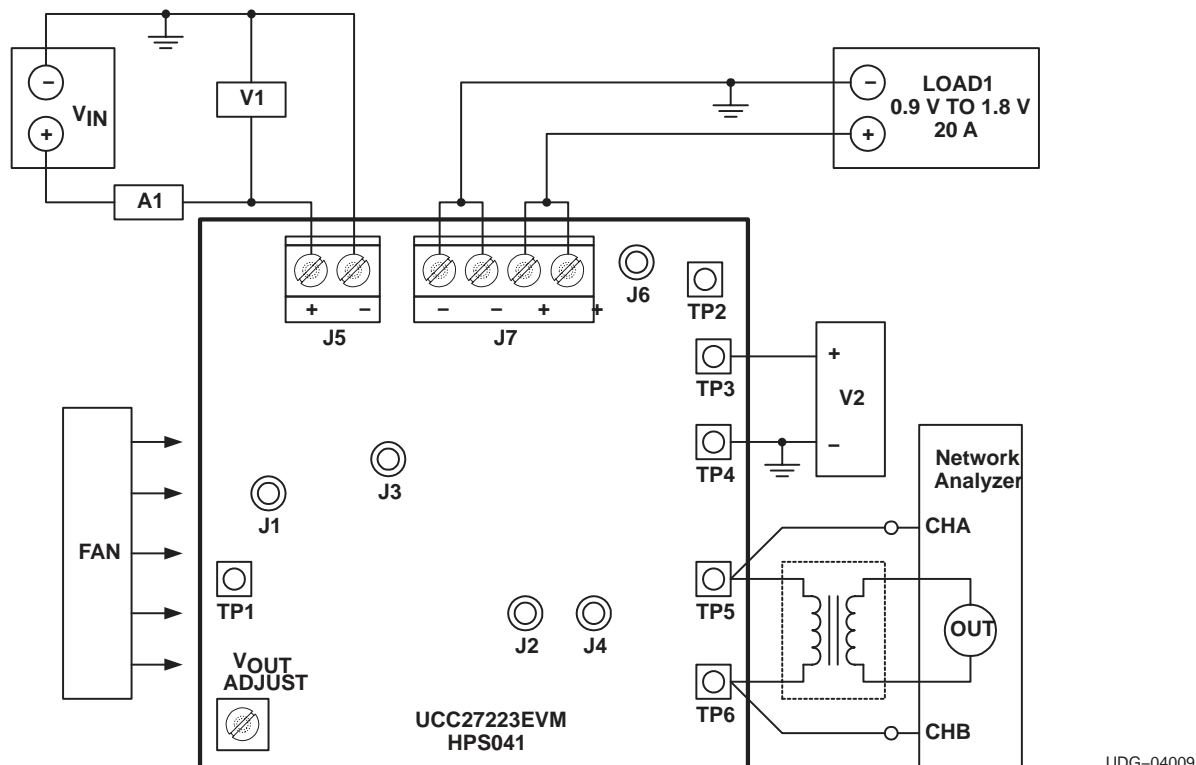 −
VIN
+
V1
A1
−
+
LOAD1
0.9 V TO 1.8 V
20 A
+ −
J5
− − + +
J7
J6
TP2
TP3
+
V2
−
TP4
J3
J1
FAN
TP1
J2
J4
TP5
TP6
Network
Analyzer
CHA
OUT
CHB
VOUT
ADJUST
UCC27223EVM
HPS041
UDG−04009